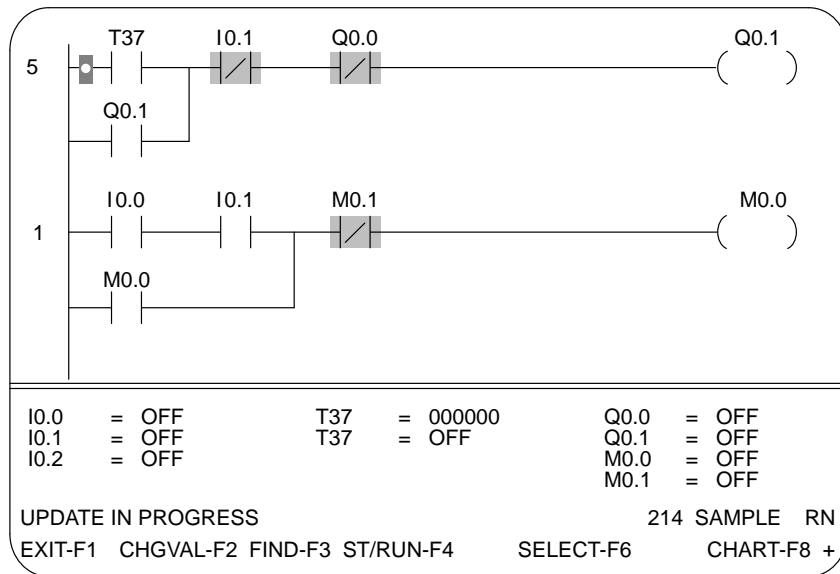 T37 I0.1 Q0.0 Q0.1
5
Q0.1
I0.0 I0.1 M0.1 M0.0
1
M0.0
I0.0 = OFF T37 = 000000 Q0.0 = OFF
I0.1 = OFF T37 = OFF Q0.1 = OFF
I0.2 = OFF M0.0 = OFF
M0.1 = OFF
UPDATE IN PROGRESS 214 SAMPLE RN
EXIT-F1 CHGVAL-F2 FIND-F3 ST/RUN-F4 SELECT-F6 CHART-F8 +